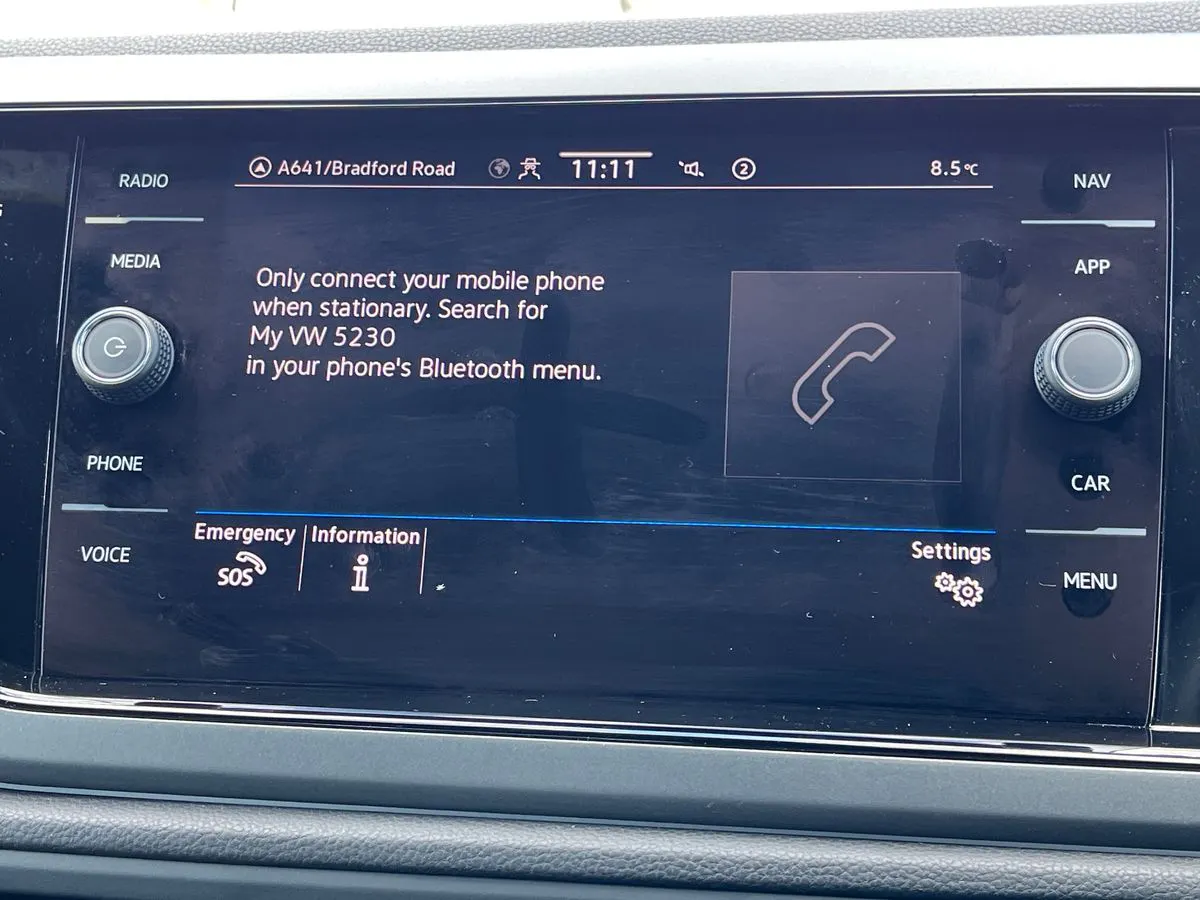 RADIO
MEDIA
PHONE
VOICE
A641/Bradford Road
11:11
2
8.5°C
Only connect your mobile phone
when stationary. Search for
My VW 5230
in your phone's Bluetooth menu.
Emergency
SOS
Information
i
Settings
NAV
APP
CAR
MENU